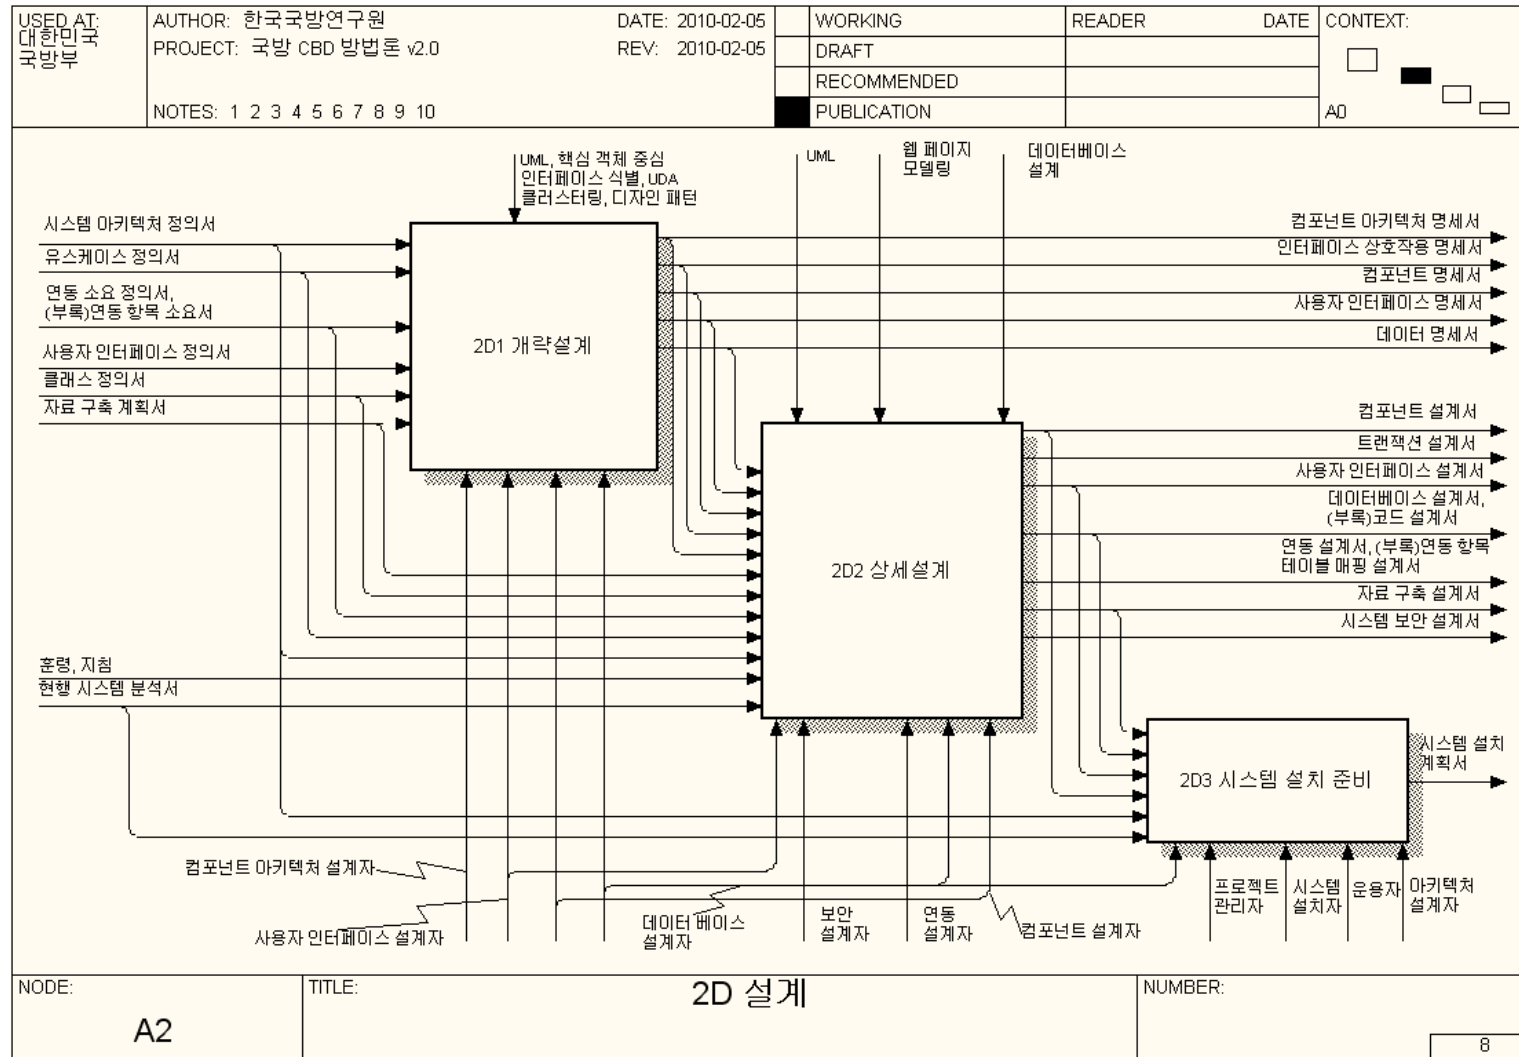 USED AT:
대한민국
국방부
AUTHOR: 한국국방연구원
DATE: 2010-02-05
PROJECT: 국방 CBD 방법론 v2.0
REV: 2010-02-05
NOTES: 1 2 3 4 5 6 7 8 9 10
WORKING
DRAFT
RECOMMENDED
PUBLICATION
READER
DATE
CONTEXT:
A0
UML, 핵심 객체 중심
인터페이스 식별, UDA
클러스터링, 디자인 패턴
UML
웹 페이지
모델링
데이터베이스
설계
시스템 아키텍처 정의서
유스케이스 정의서
연동 소요 정의서,
(부록)연동 항목 소요서
사용자 인터페이스 정의서
클래스 정의서
자료 구축 계획서
2D1 개략설계
컴포넌트 아키텍처 명세서
인터페이스 상호작용 명세서
컴포넌트 명세서
사용자 인터페이스 명세서
데이터 명세서
2D2 상세설계
컴포넌트 설계서
트랜잭션 설계서
사용자 인터페이스 설계서
데이터베이스 설계서,
(부록)코드 설계서
연동 설계서, (부록)연동 항목
테이블 매핑 설계서
자료 구축 설계서
시스템 보안 설계서
훈령, 지침
현행 시스템 분석서
2D3 시스템 설치 준비
시스템 설치
계획서
컴포넌트 아키텍처 설계자
사용자 인터페이스 설계자
데이터 베이스
설계자
보안
설계자
연동
설계자
컴포넌트 설계자
프로젝트
관리자
시스템
설치자
운용자
아키텍처
설계자
NODE:
A2
TITLE:
2D 설계
NUMBER:
8